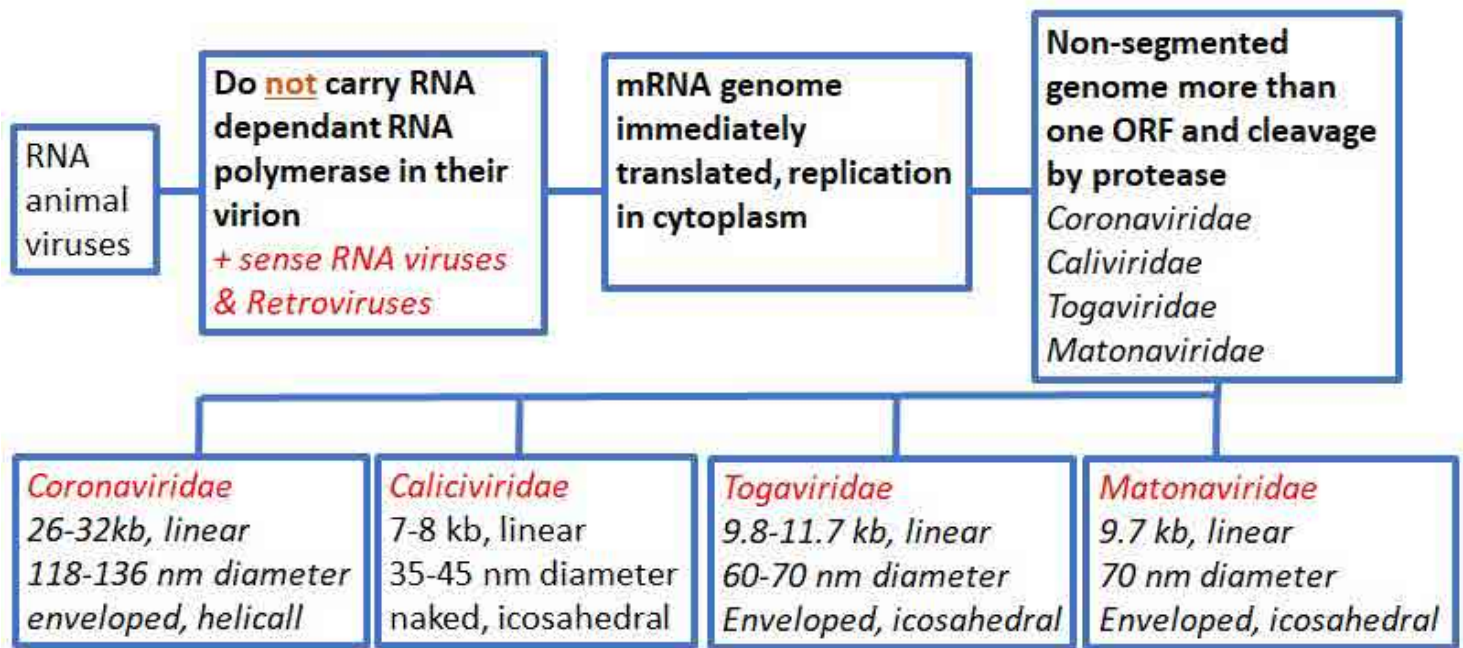 RNA
animal
viruses
Do not carry RNA
dependant RNA
polymerase in their
virion
+ sense RNA viruses
& Retroviruses
mRNA genome
immediately
translated, replication
in cytoplasm
Non-segmented
genome more than
one ORF and cleavage
by protease
Coronaviridae
Caliviridae
Togaviridae
Matonaviridae
Coronaviridae
26-32kb, linear
118-136 nm diameter
enveloped, helicall
Caliciviridae
7-8 kb, linear
35-45 nm diameter
naked, icosahedral
Togaviridae
9.8-11.7 kb, linear
60-70 nm diameter
Enveloped, icosahedral
Matonaviridae
9.7 kb, linear
70 nm diameter
Enveloped, icosahedral